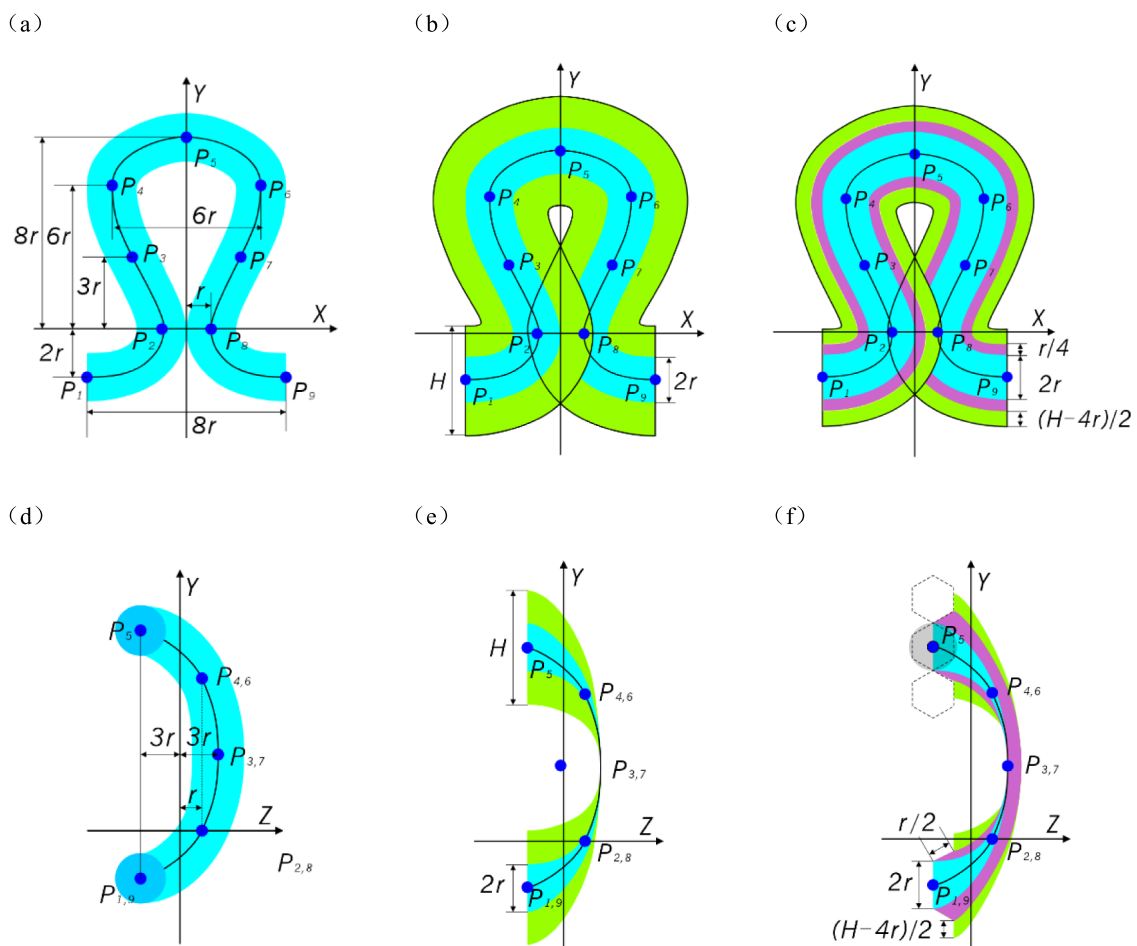 （a）
（b）
（c）
Y
P5
P4
P6
8r
6r
6r
P3
P7
3r
r
X
P2
P8
2r
P1
P9
8r
Y
P5
P4
P6
P3
P7
X
P2
P8
H
2r
P1
P9
Y
P5
P4
P6
P3
P7
X
P2
P8
r/4
P1
P9
2r
(H-4r)/2
（d）
（e）
（f）
Y
P5
P4,6
3r
3r
P3,7
r
Z
P2,8
P1,9
Y
H
P5
P4,6
P3,7
Z
P2,8
2r
P1,9
Y
P5
P4,6
P3,7
r/2
Z
P2,8
2r
P1,9
(H-4r)/2